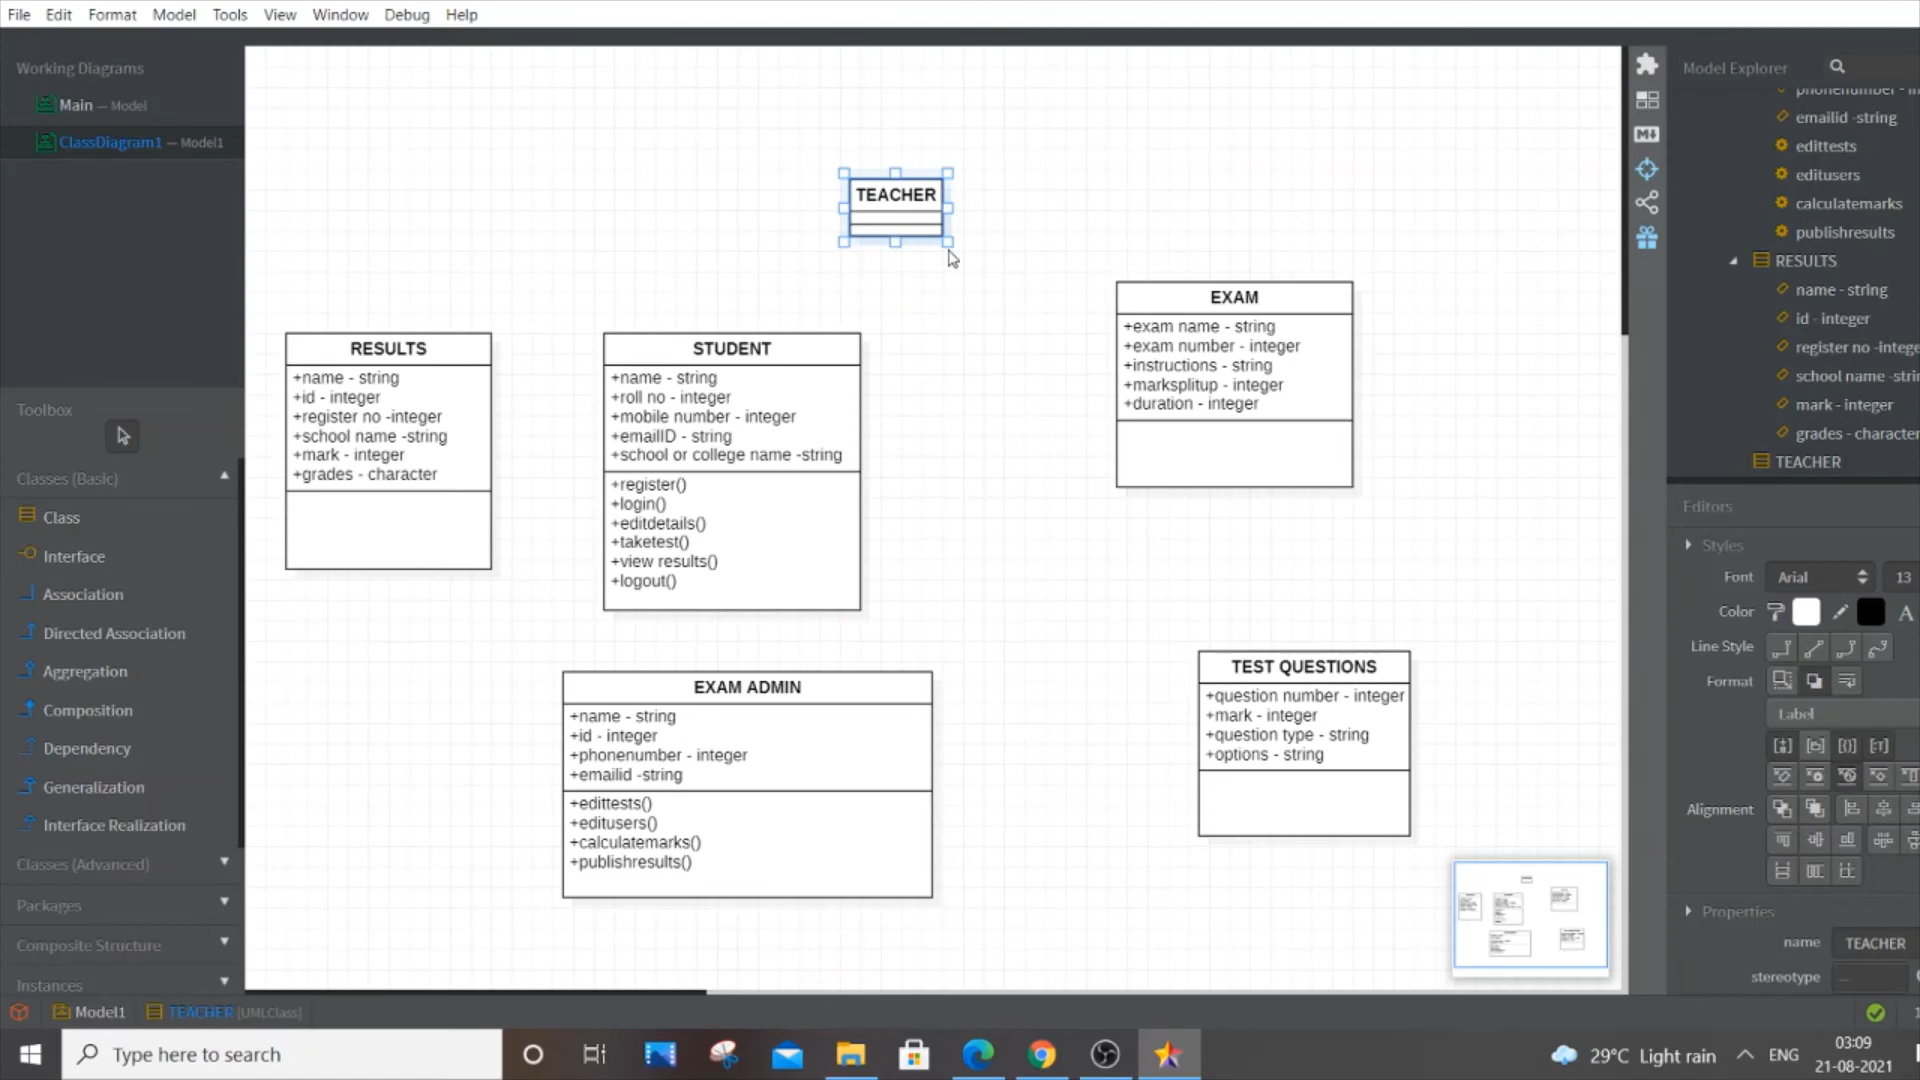 File Edit Format Model Tools View Window Debug Help
Working Diagrams
Main — Model
ClassDiagram1 — Model1
Toolbox
Classes (Basic)
Class
Interface
Association
Directed Association
Aggregation
Composition
Dependency
Generalization
Interface Realization
Classes (Advanced)
Packages
Composite Structure
Instances
TEACHER
RESULTS
+name - string
+id - integer
+register no -integer
+school name -string
+mark - integer
+grades - character
STUDENT
+name - string
+roll no - integer
+mobile number - integer
+emailID - string
+school or college name -string
+register()
+login()
+editdetails()
+taketest()
+view results()
+logout()
EXAM
+exam name - string
+exam number - integer
+instructions - string
+marksplitup - integer
+duration - integer
EXAM ADMIN
+name - string
+id - integer
+phonenumber - integer
+emailid -string
+edittests()
+editusers()
+calculatemarks()
+publishresults()
TEST QUESTIONS
+question number - integer
+mark - integer
+question type - string
+options - string
Model Explorer
phonenumber - in
emailid -string
edittests
editusers
calculatemarks
publishresults
RESULTS
name - string
id - integer
register no -intege
school name -strin
mark - integer
grades - character
TEACHER
Editors
Styles
Font Arial 13
Color
Line Style
Format
Label
Alignment
Properties
name TEACHER
stereotype —
Model1 TEACHER [UMLClass]
Type here to search
29°C Light rain ENG
03:09
21-08-2021